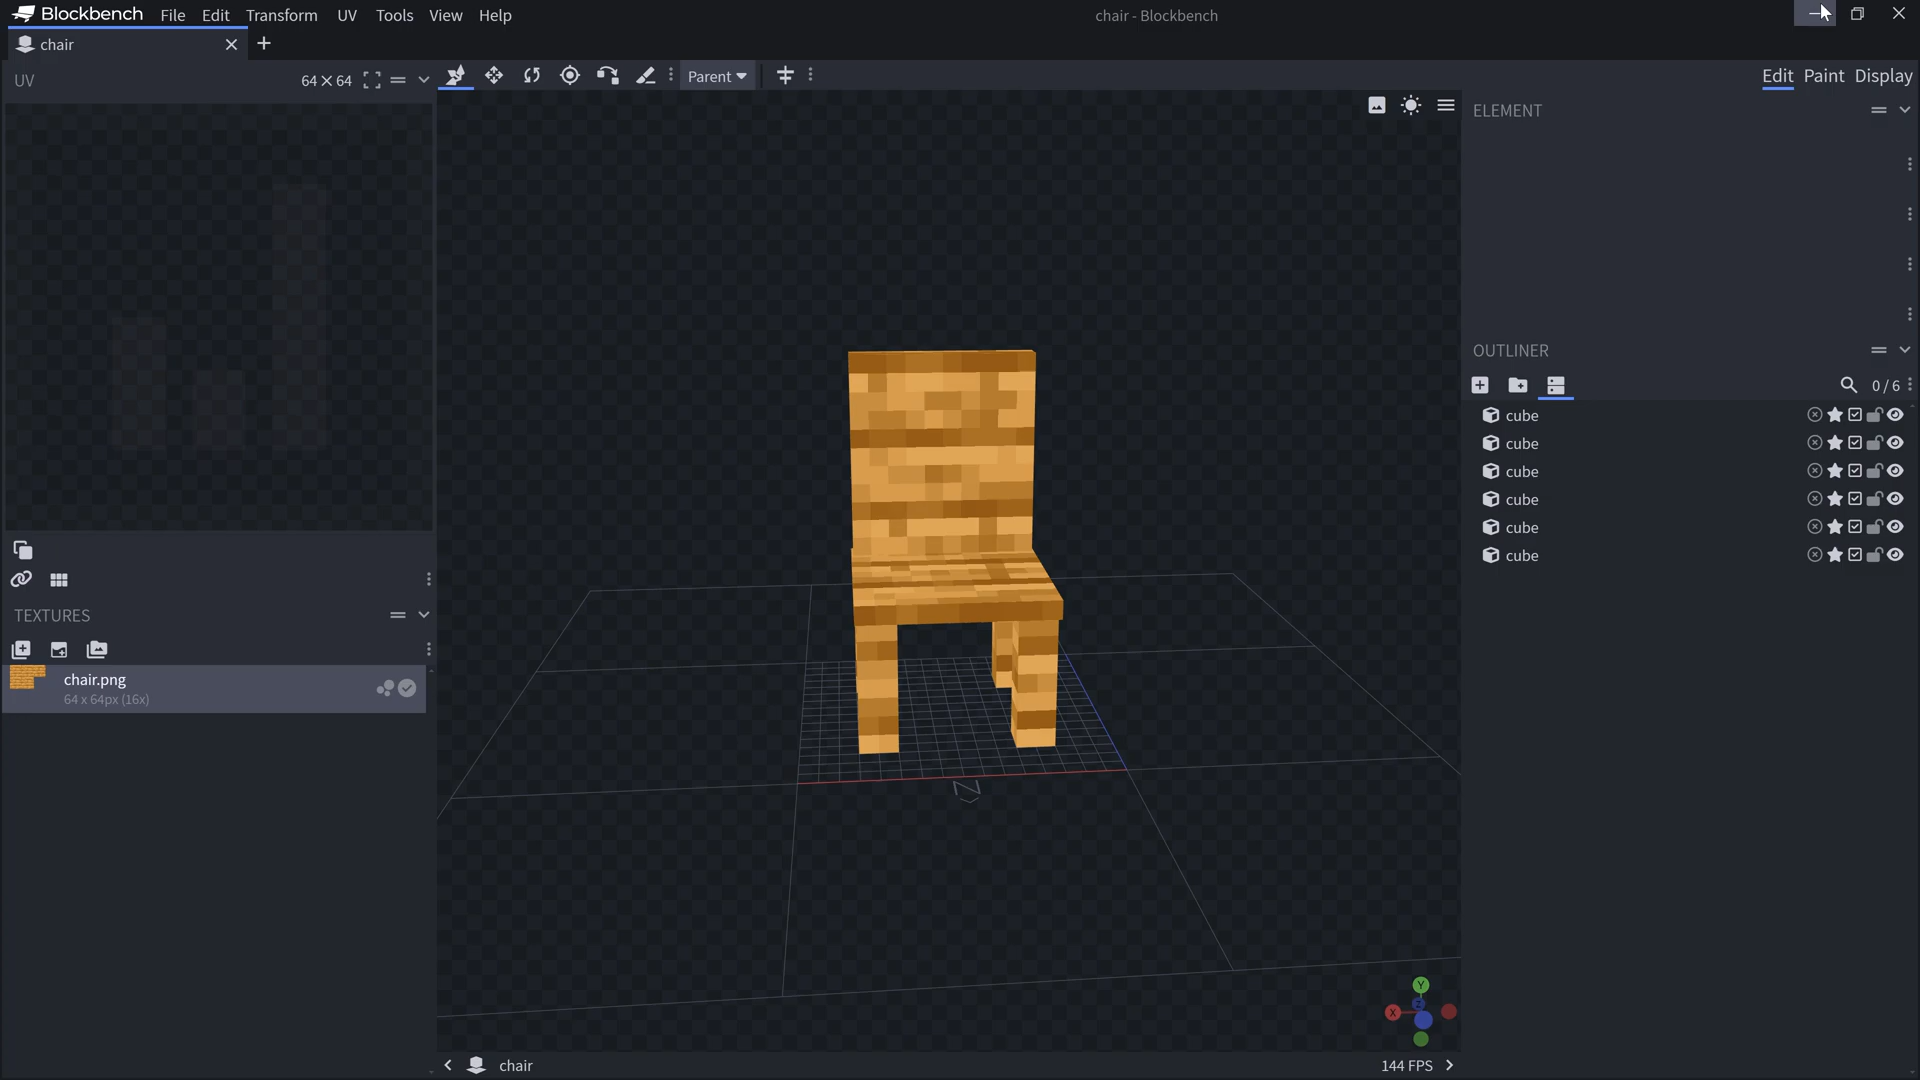 Blockbench File Edit Transform UV Tools View Help
chair - Blockbench
chair
UV 64 × 64
Parent
Edit Paint Display
ELEMENT
OUTLINER
0 / 6
cube
cube
cube
cube
cube
cube
TEXTURES
chair.png
64 x 64px (16x)
N
Y
Z
X
chair
144 FPS